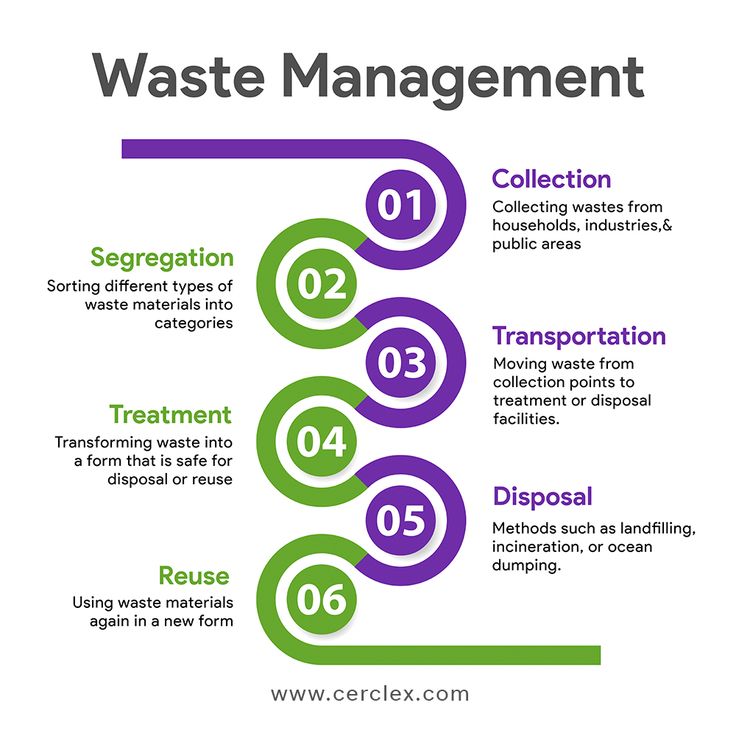 Waste Management
01
Collection
Collecting wastes from
households, industries,&
public areas
Segregation
Sorting different types of
waste materials into
categories
02
03
Transportation
Moving waste from
collection points to
treatment or disposal
facilities.
Treatment
Transforming waste into
a form that is safe for
disposal or reuse
04
05
Disposal
Methods such as landfilling,
incineration, or ocean
dumping.
Reuse
Using waste materials
again in a new form
06
www.cerclex.com